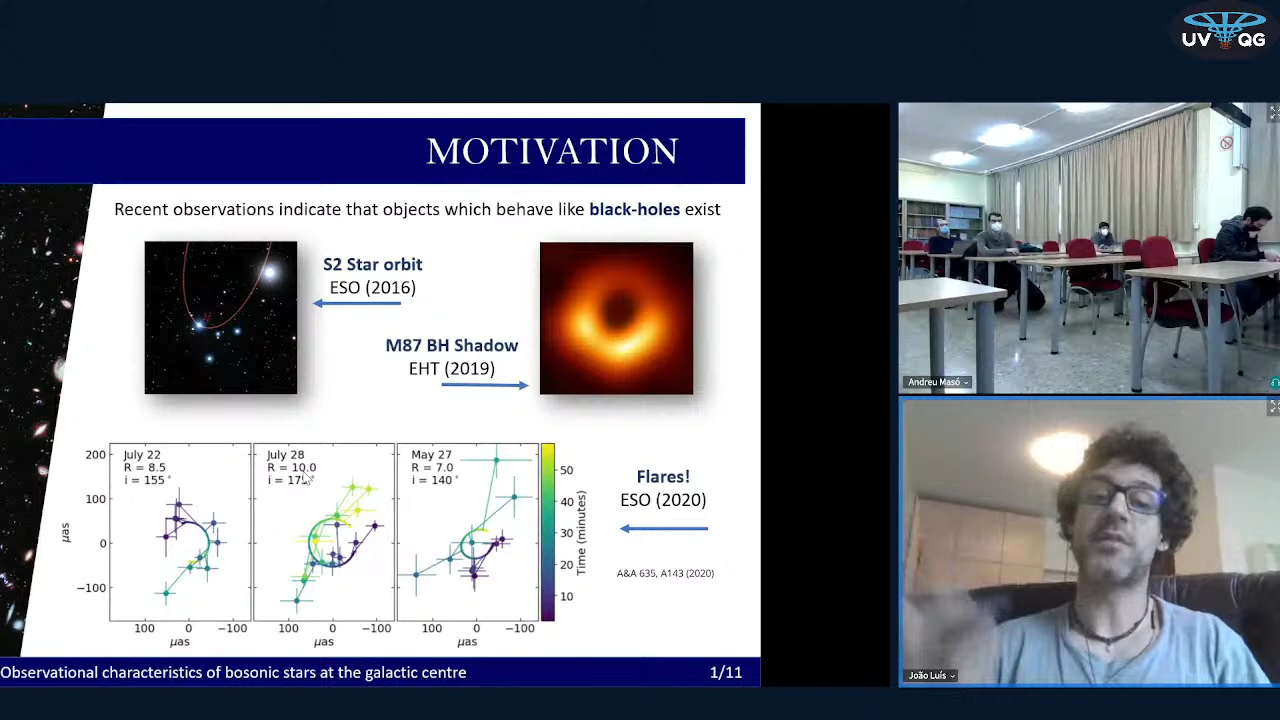 UV QG
MOTIVATION
Recent observations indicate that objects which behave like black-holes exist
S2 Star orbit
ESO (2016)
M87 BH Shadow
EHT (2019)
July 22
R = 8.5
i = 155°
July 28
R = 10.0
May 27
R = 7.0
i = 140°
200
100
0
−100
μas
100
0
−100
100
0
−100
100
0
−100
μas
μas
μas
50
40
30
20
10
Time (minutes)
Flares!
ESO (2020)
A&A 635, A143 (2020)
Observational characteristics of bosonic stars at the galactic centre
1/11
Andreu Masó
João Luís